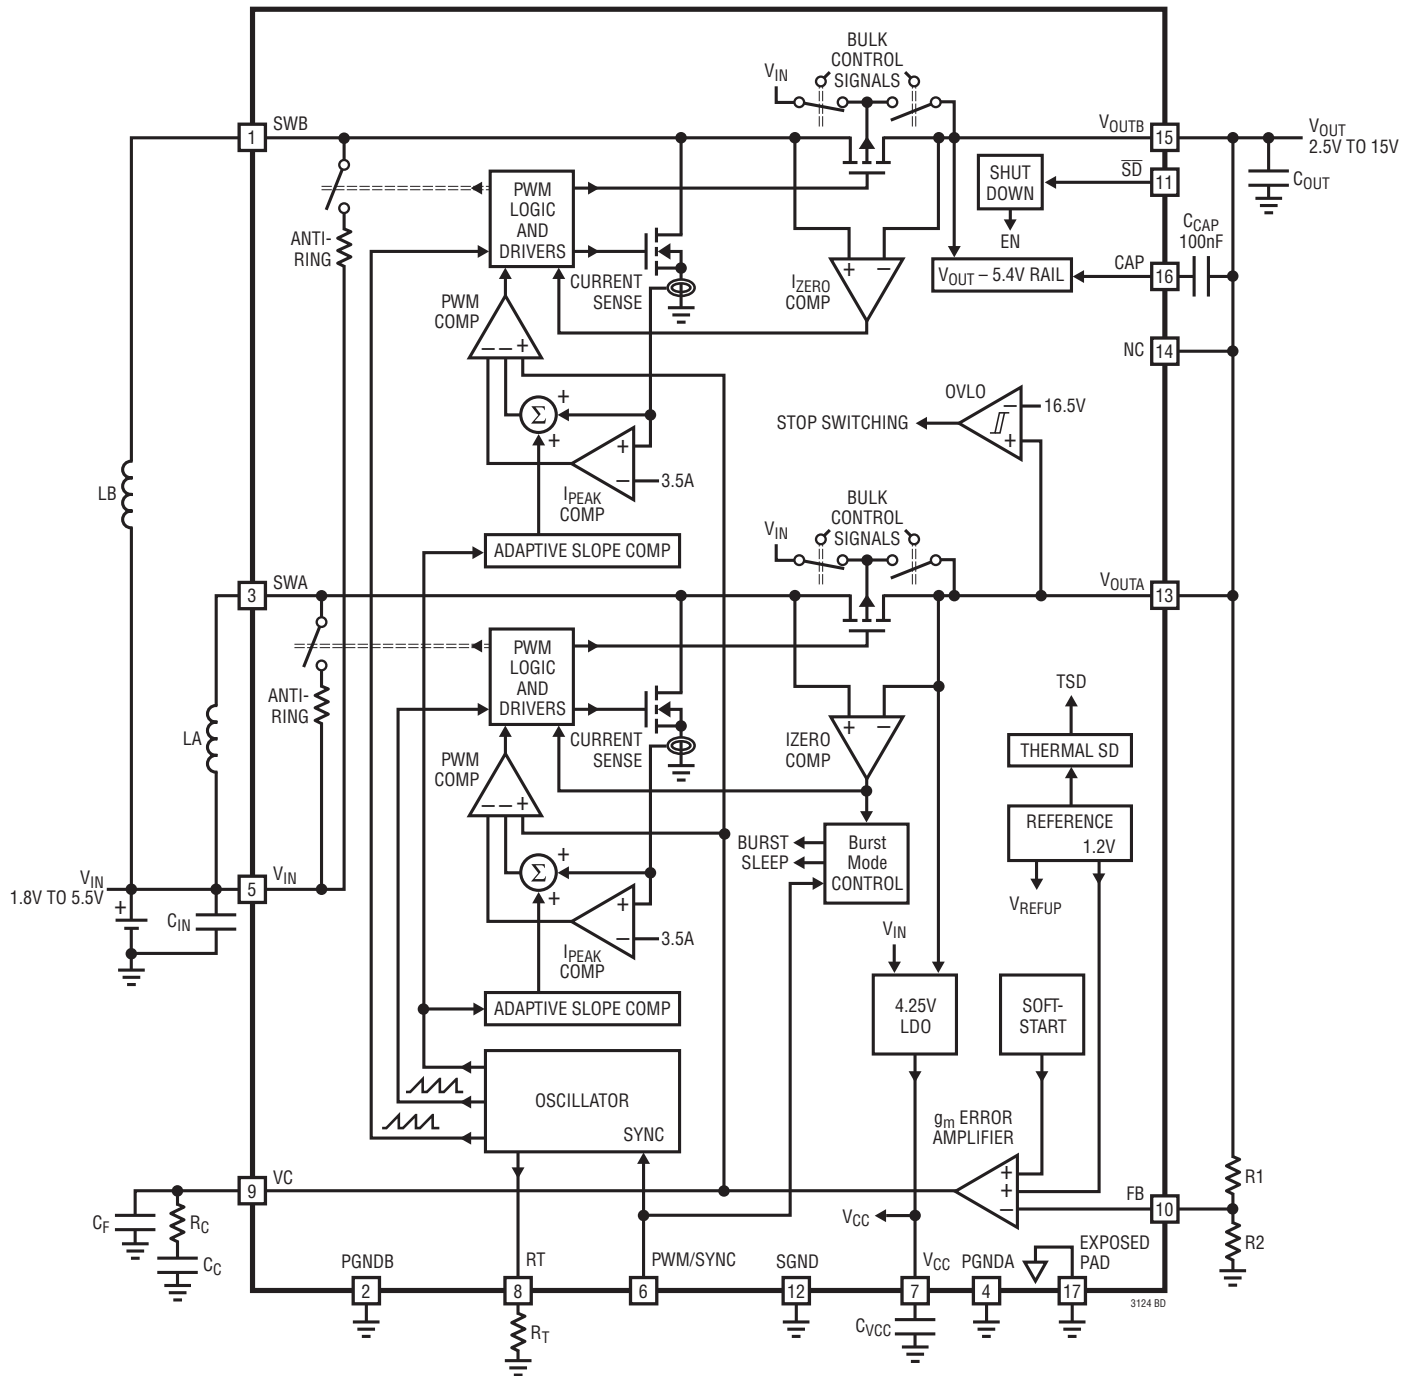 BULK
CONTROL
SIGNALS
VIN
1
SWB
VOUTB
15
VOUT
2.5V TO 15V
SD
11
SHUT
DOWN
EN
COUT
PWM
LOGIC
AND
DRIVERS
ANTI-
RING
CURRENT
SENSE
IZERO
COMP
+
–
VOUT – 5.4V RAIL
CAP
16
CCAP
100nF
PWM
COMP
– – +
NC
14
OVLO
–
16.5V
+
STOP SWITCHING
Σ
+
+
+
–
3.5A
IPEAK
COMP
LB
ADAPTIVE SLOPE COMP
BULK
CONTROL
SIGNALS
VIN
3
SWA
VOUTA
13
PWM
LOGIC
AND
DRIVERS
ANTI-
RING
LA
CURRENT
SENSE
IZERO
COMP
+
–
TSD
THERMAL SD
REFERENCE
1.2V
VREFUP
PWM
COMP
– – +
BURST
SLEEP
Burst
Mode
CONTROL
Σ
+
+
+
–
3.5A
IPEAK
COMP
VIN
1.8V TO 5.5V
5
VIN
+
CIN
ADAPTIVE SLOPE COMP
VIN
4.25V
LDO
SOFT-
START
OSCILLATOR
SYNC
gm ERROR
AMPLIFIER
+
+
–
9
VC
CF
RC
CC
FB
10
R1
R2
VCC
PGNDB
2
RT
8
RT
PWM/SYNC
6
SGND
12
VCC
7
CVCC
PGNDA
4
EXPOSED
PAD
17
3124 BD